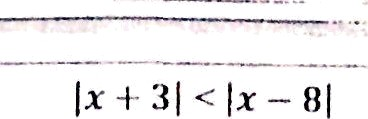 |x + 3| < |x − 8|